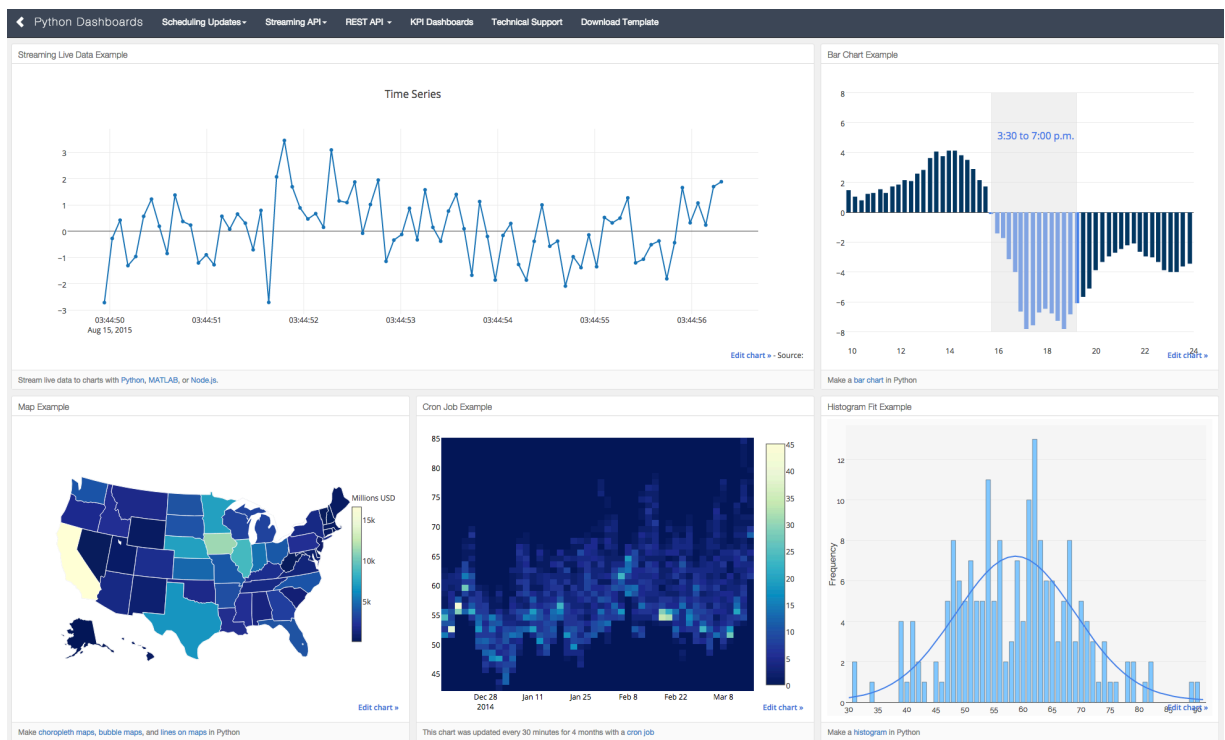 Python Dashboards Scheduling Updates Streaming API REST API KPI Dashboards Technical Support Download Template
Streaming Live Data Example
Time Series
3
2
1
0
−1
−2
−3
03:44:50 03:44:51 03:44:52 03:44:53 03:44:54 03:44:55 03:44:56
Aug 15, 2015
Edit chart » - Source:
Stream live data to charts with Python, MATLAB, or Node.js.
Bar Chart Example
8
6
4
2
0
−2
−4
−6
−8
3:30 to 7:00 p.m.
10 12 14 16 18 20 22 24
Edit chart »
Make a bar chart in Python
Map Example
Millions USD
15k
10k
5k
Edit chart »
Make choropleth maps, bubble maps, and lines on maps in Python
Cron Job Example
85
80
75
70
65
60
55
50
45
45
40
35
30
25
20
15
10
5
0
Dec 28 Jan 11 Jan 25 Feb 8 Feb 22 Mar 8
2014
Edit chart »
This chart was updated every 30 minutes for 4 months with a cron job
Histogram Fit Example
Frequency
12
10
8
6
4
2
0
30 35 40 45 50 55 60 65 70 75 80 85 90
Edit chart »
Make a histogram in Python